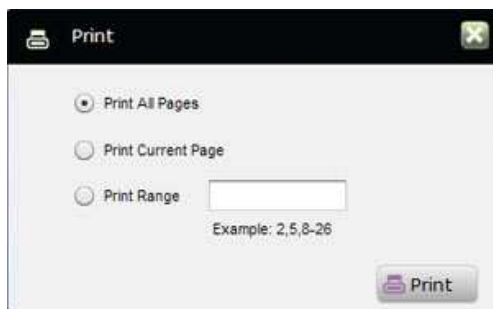 Print
Print All Pages
Print Current Page
Print Range
Example: 2,5,8-26
Print